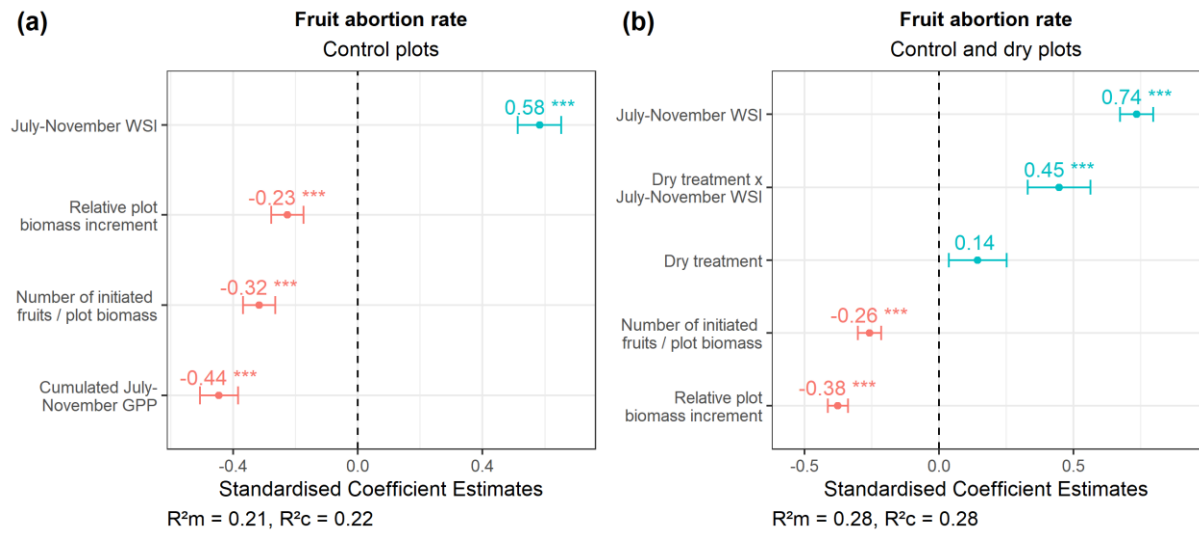 (a)
Fruit abortion rate
Control plots
July-November WSI
0.58 ***
Relative plot
biomass increment
-0.23 ***
Number of initiated
fruits / plot biomass
-0.32 ***
Cumulated July-
November GPP
-0.44 ***
-0.4 0.0 0.4
Standardised Coefficient Estimates
R²m = 0.21, R²c = 0.22
(b)
Fruit abortion rate
Control and dry plots
July-November WSI
0.74 ***
Dry treatment x
July-November WSI
0.45 ***
Dry treatment
0.14
Number of initiated
fruits / plot biomass
-0.26 ***
Relative plot
biomass increment
-0.38 ***
-0.5 0.0 0.5
Standardised Coefficient Estimates
R²m = 0.28, R²c = 0.28